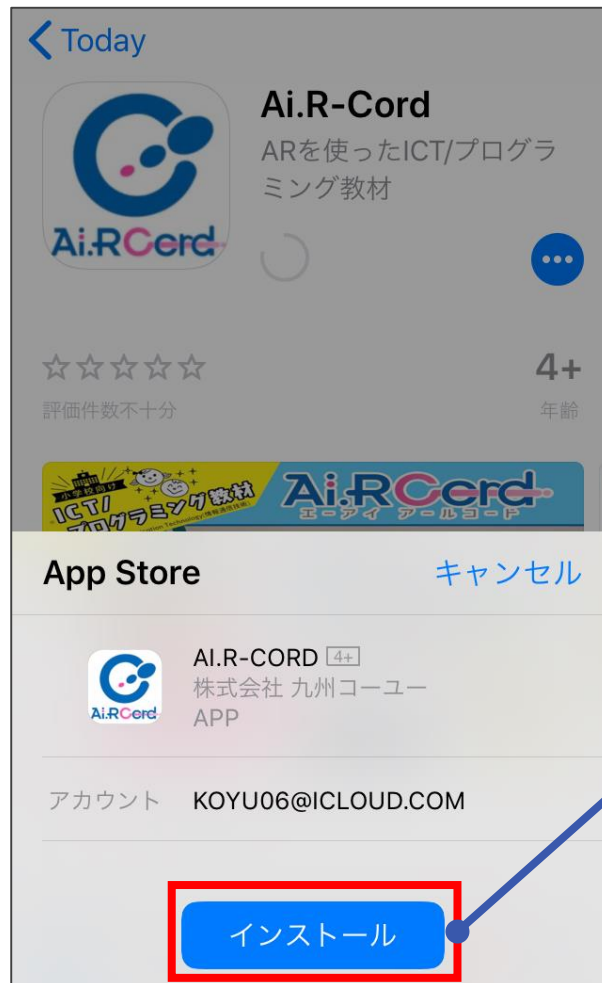 Today
Ai.R-Cord
ARを使ったICT/プログラ
ミング教材
Ai.RCord
評価件数不十分
4+
年齢
小学校向け
ICT/
プログラミング教材
Ai.RCord
エーアイ アールコード
App Store
キャンセル
AI.R-CORD 4+
株式会社 九州コーユー
APP
Ai.RCord
アカウント KOYU06@ICLOUD.COM
インストール